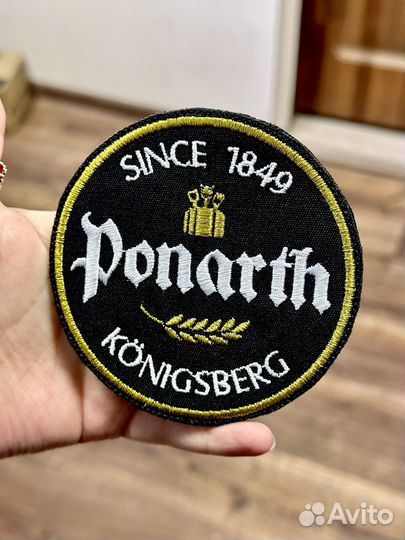 SINCE 1849
Ponarth
KÖNIGSBERG
Avito